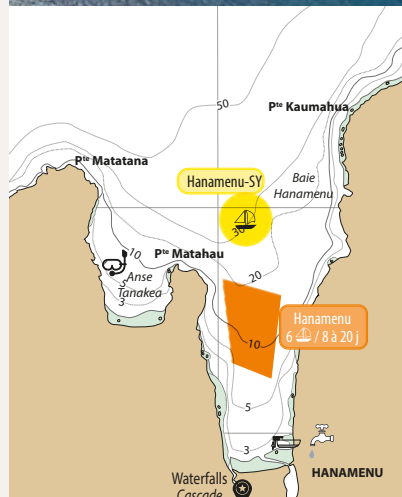 50
Pte Kaumahua
Pte Matatana
Hanamenu-SY
Baie
Hanamenu
30
10
Pte Matahau
5
3
Anse
Tanakea
20
Hanamenu
6 / 8 à 20 j
10
5
3
HANAMENU
Waterfalls
Cascade